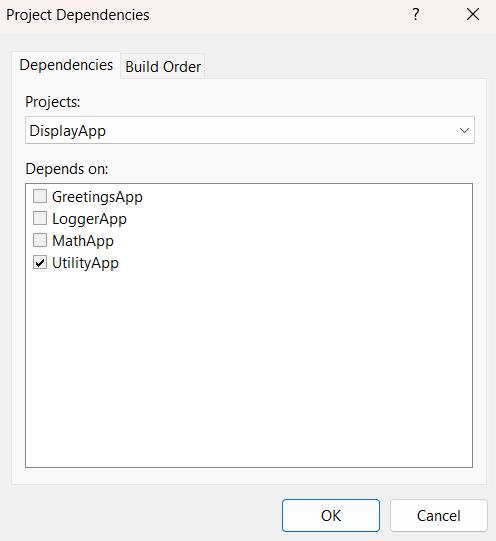 Project Dependencies ?
Dependencies Build Order
Projects:
DisplayApp
Depends on:
GreetingsApp
LoggerApp
MathApp
UtilityApp
OK Cancel